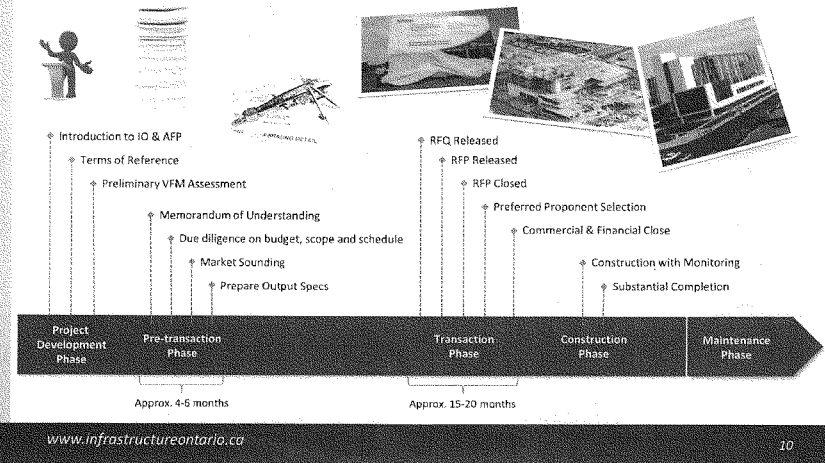 PACKAGING DETAIL
Introduction to IO & AFP
Terms of Reference
Preliminary VFM Assessment
Memorandum of Understanding
Due diligence on budget, scope and schedule
Market Sounding
Prepare Output Specs
RFQ Released
RFP Released
RFP Closed
Preferred Proponent Selection
Commercial & Financial Close
Construction with Monitoring
Substantial Completion
Project
Development
Phase
Pre-transaction
Phase
Transaction
Phase
Construction
Phase
Maintenance
Phase
Approx. 4-6 months
Approx. 15-20 months
www.infrastructureontario.ca
10